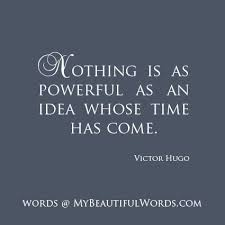 NOTHING IS AS
POWERFUL AS AN
IDEA WHOSE TIME
HAS COME.
VICTOR HUGO
WORDS @ MYBEAUTIFULWORDS.COM